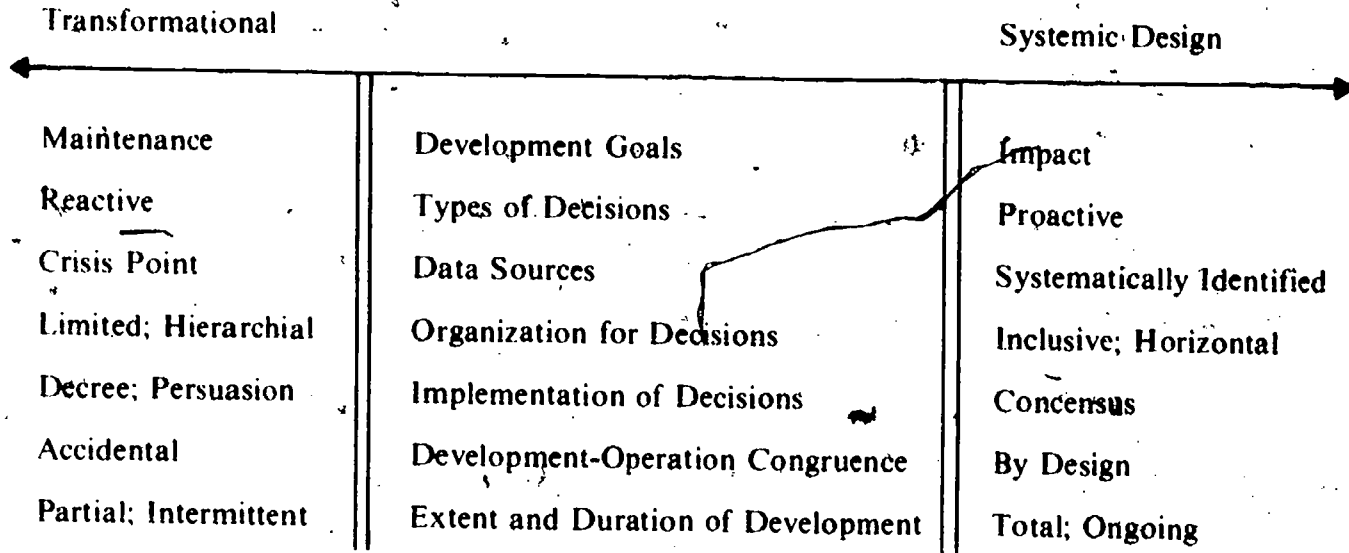 Transformational Systemic Design
Maintenance Development Goals Impact
Reactive Types of Decisions Proactive
Crisis Point Data Sources Systematically Identified
Limited; Hierarchial Organization for Decisions Inclusive; Horizontal
Decree; Persuasion Implementation of Decisions Concensus
Accidental Development-Operation Congruence By Design
Partial; Intermittent Extent and Duration of Development Total; Ongoing